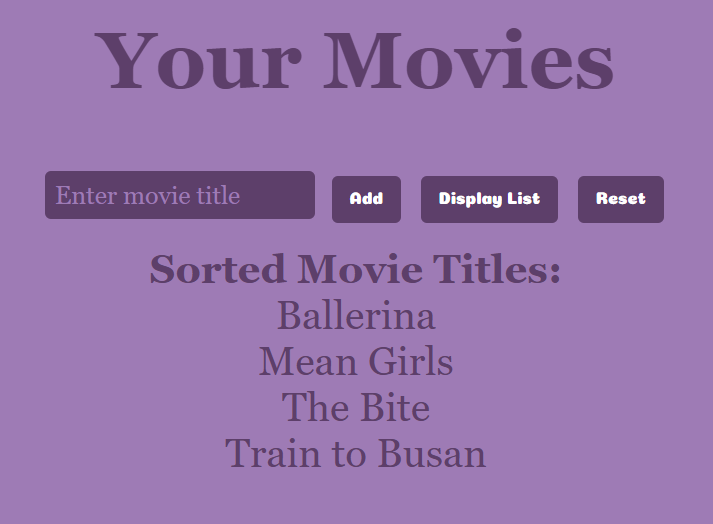 Your Movies
Enter movie title Add Display List Reset
Sorted Movie Titles:
Ballerina
Mean Girls
The Bite
Train to Busan